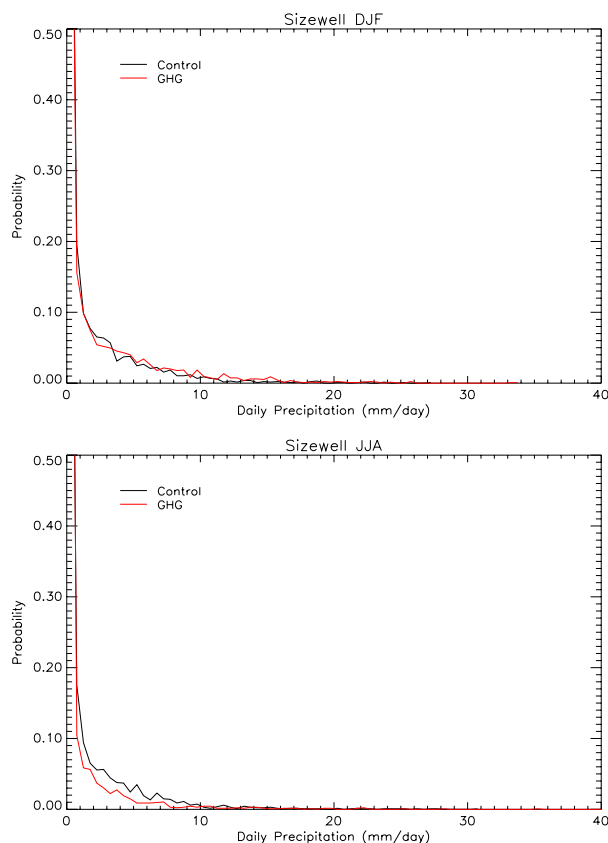 Sizewell DJF
0.50
Control
GHG
0.40
0.30
Probability
0.20
0.10
0.00
0 10 20 30 40
Daily Precipitation (mm/day)
Sizewell JJA
0.50
Control
GHG
0.40
0.30
Probability
0.20
0.10
0.00
0 10 20 30 40
Daily Precipitation (mm/day)